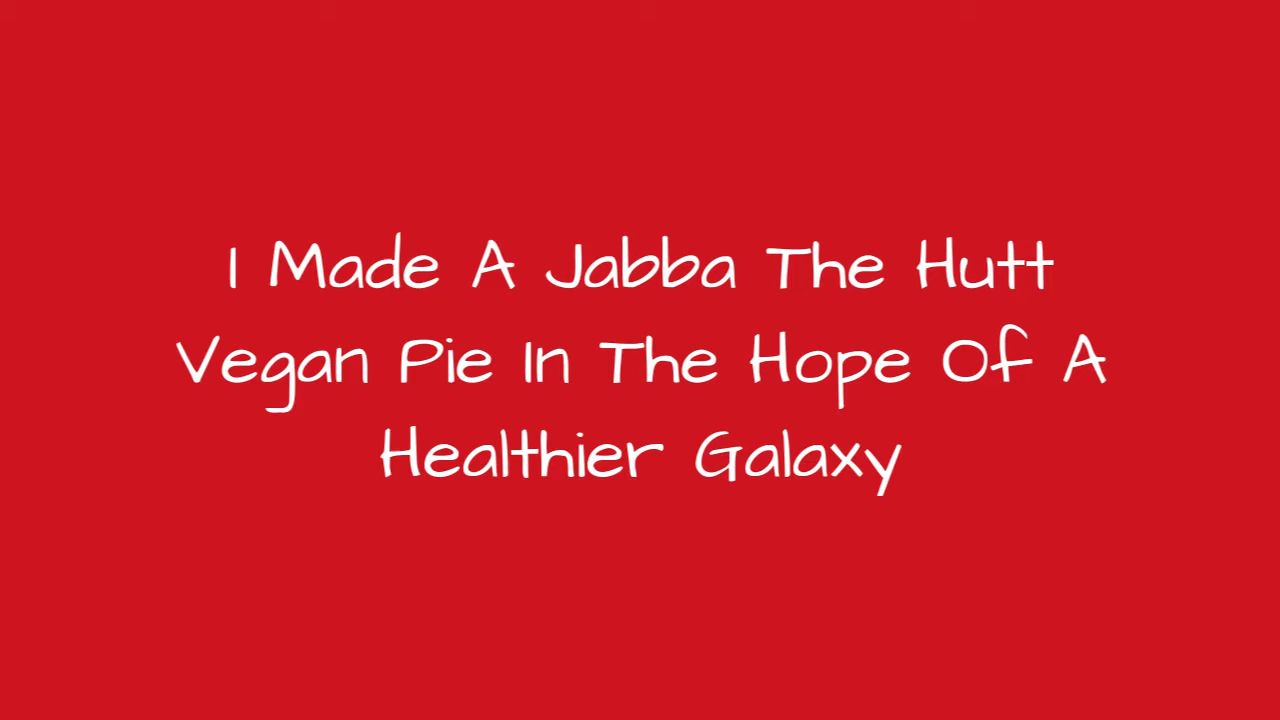 I Made A Jabba The Hutt
Vegan Pie In The Hope Of A
Healthier Galaxy